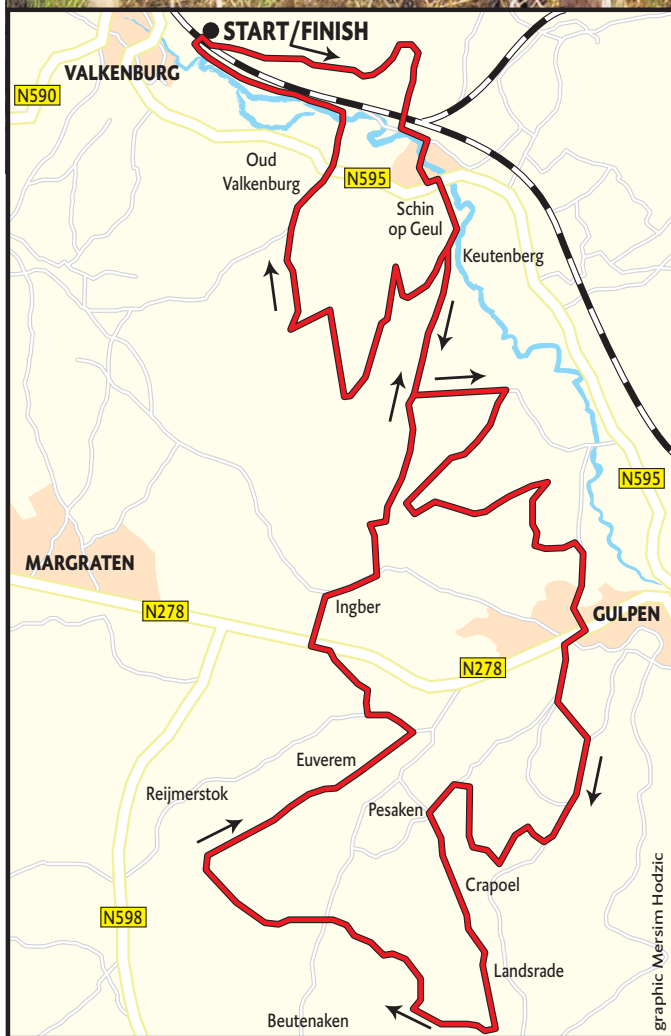 START/FINISH
VALKENBURG
N590
Oud
Valkenburg
N595
Schin
op Geul
Keutenberg
N595
MARGRATEN
N278
Ingber
GULPEN
N278
Euverem
Reijmerstok
Pesaken
Crapoel
N598
Landsrade
Beutenaken
graphic Mersim Hodzic